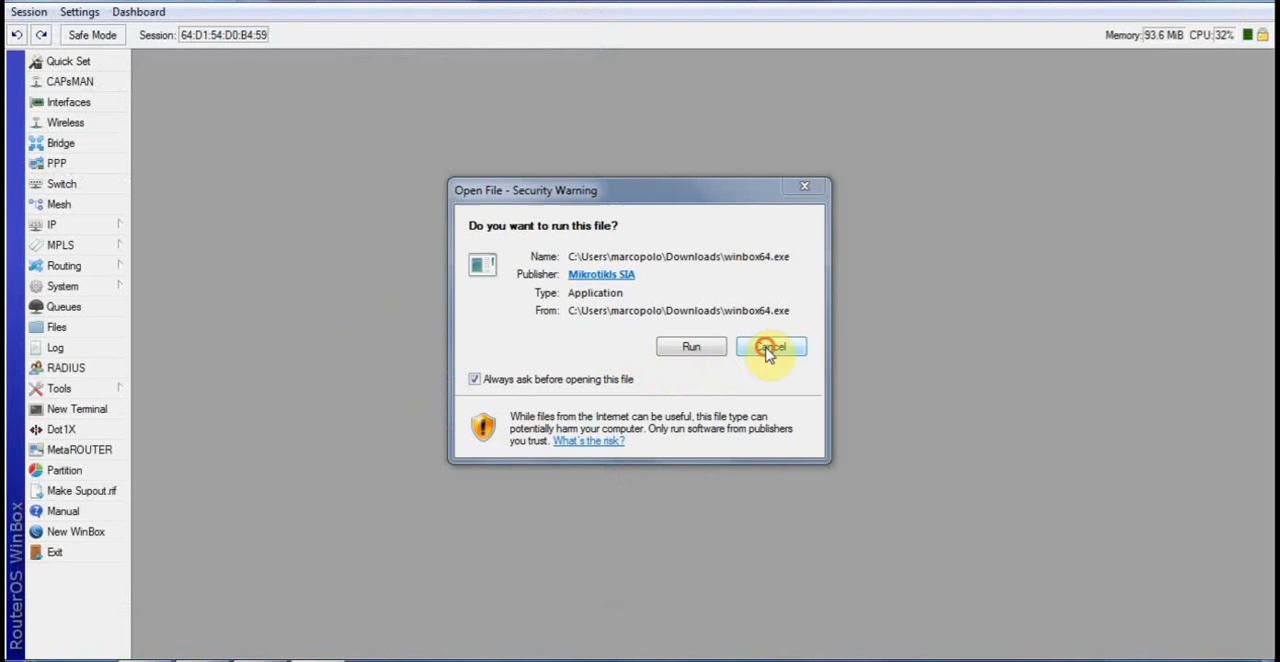 Session Settings Dashboard
Safe Mode Session: 64:D1:54:D0:B4:59 Memory: 93.6 MiB CPU: 32%
Quick Set
CAPsMAN
Interfaces
Wireless
Bridge
PPP
Switch
Mesh
IP
MPLS
Routing
System
Queues
Files
Log
RADIUS
Tools
New Terminal
Dot1X
MetaROUTER
Partition
Make Supout.rif
Manual
New WinBox
Exit
RouterOS WinBox
Open File - Security Warning
Do you want to run this file?
Name: C:\Users\marcopolo\Downloads\winbox64.exe
Publisher: Mikrotikls SIA
Type: Application
From: C:\Users\marcopolo\Downloads\winbox64.exe
Run Cancel
Always ask before opening this file
While files from the Internet can be useful, this file type can
potentially harm your computer. Only run software from publishers
you trust. What's the risk?